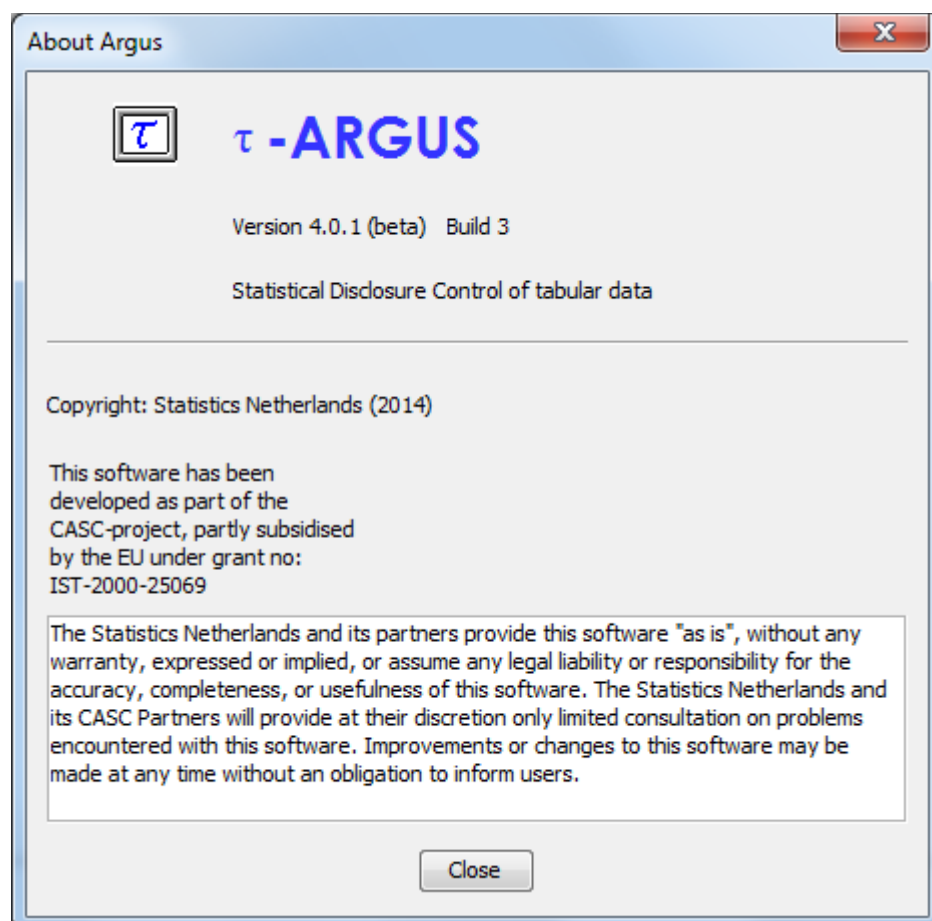 About Argus
τ
τ -ARGUS
Version 4.0.1 (beta) Build 3
Statistical Disclosure Control of tabular data
Copyright: Statistics Netherlands (2014)
This software has been
developed as part of the
CASC-project, partly subsidised
by the EU under grant no:
IST-2000-25069
The Statistics Netherlands and its partners provide this software "as is", without any
warranty, expressed or implied, or assume any legal liability or responsibility for the
accuracy, completeness, or usefulness of this software. The Statistics Netherlands and
its CASC Partners will provide at their discretion only limited consultation on problems
encountered with this software. Improvements or changes to this software may be
made at any time without an obligation to inform users.
Close